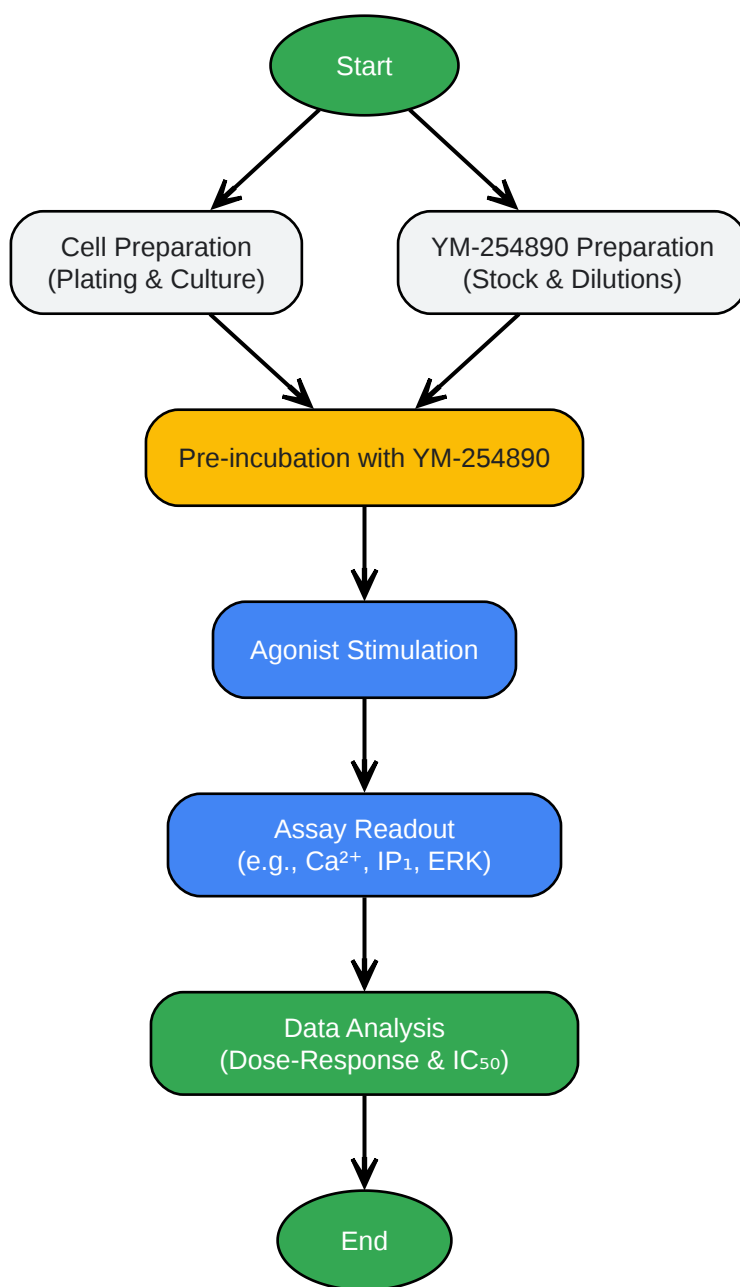 Start
Cell Preparation
(Plating & Culture)
YM-254890 Preparation
(Stock & Dilutions)
Pre-incubation with YM-254890
Agonist Stimulation
Assay Readout
(e.g., Ca²⁺, IP₁, ERK)
Data Analysis
(Dose-Response & IC₅₀)
End